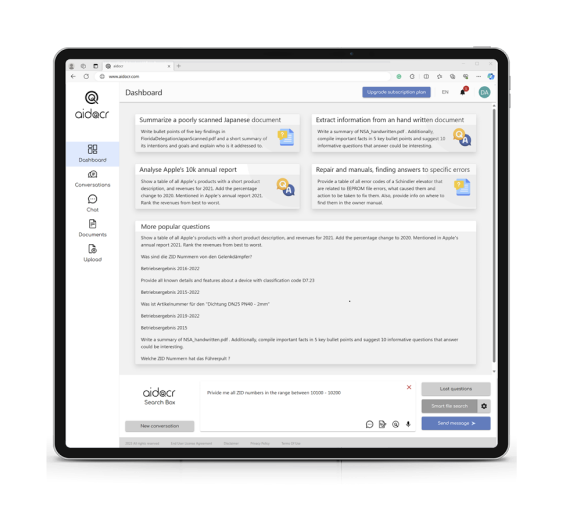 aidocr
www.aidocr.com
aidocr
Dashboard
Upgrade subscription plan
EN
DA
Dashboard
Conversations
Chat
Documents
Upload
Summarize a poorly scanned Japanese document
Write bullet points of five key findings in
FloridaDelegationJapanScanned.pdf and a short summary of
its intentions and goals and explain who it is addressed to.
Extract information from an hand written document
Write a summary of NSA_handwritten.pdf . Additionally,
compile important facts in 5 key bullet points and suggest 10
informative questions that answer could be interesting.
Analyse Apple's 10k annual report
Show a table of all Apple's products with a short product
description, and revenues for 2021. Add the percentage
change to 2020. Mentioned in Apple's annual report 2021.
Rank the revenues from best to worst.
Repair and manuals, finding answers to specific errors
Provide a table of all error codes of a Schindler elevator that
are related to EEPROM file errors, what caused them and
action to be taken to fix them. Also, provide info on where to
find them in the owner manual.
More popular questions
Show a table of all Apple's products with a short product description, and revenues for 2021. Add the percentage change to 2020. Mentioned in Apple's
annual report 2021. Rank the revenues from best to worst.
Was sind die ZID Nummern von den Gelenkdämpfer?
Betriebsergebnis 2016-2022
Provide all known details and features about a device with classification code D7.23
Betriebsergebnis 2015-2022
Was ist Artikelnummer für den "Dichtung DN25 PN40 - 2mm"
Betriebsergebnis 2010-2022
Betriebsergebnis 2015
Write a summary of NSA_handwritten.pdf . Additionally, compile important facts in 5 key bullet points and suggest 10 informative questions that answer
could be interesting.
Welche ZID Nummern hat das Führerpult ?
aidocr
Search Box
New conversation
Provide me all ZID numbers in the range between 10100 - 10200
Last questions
Smart file search
Send message
Disclaimer
Privacy Policy